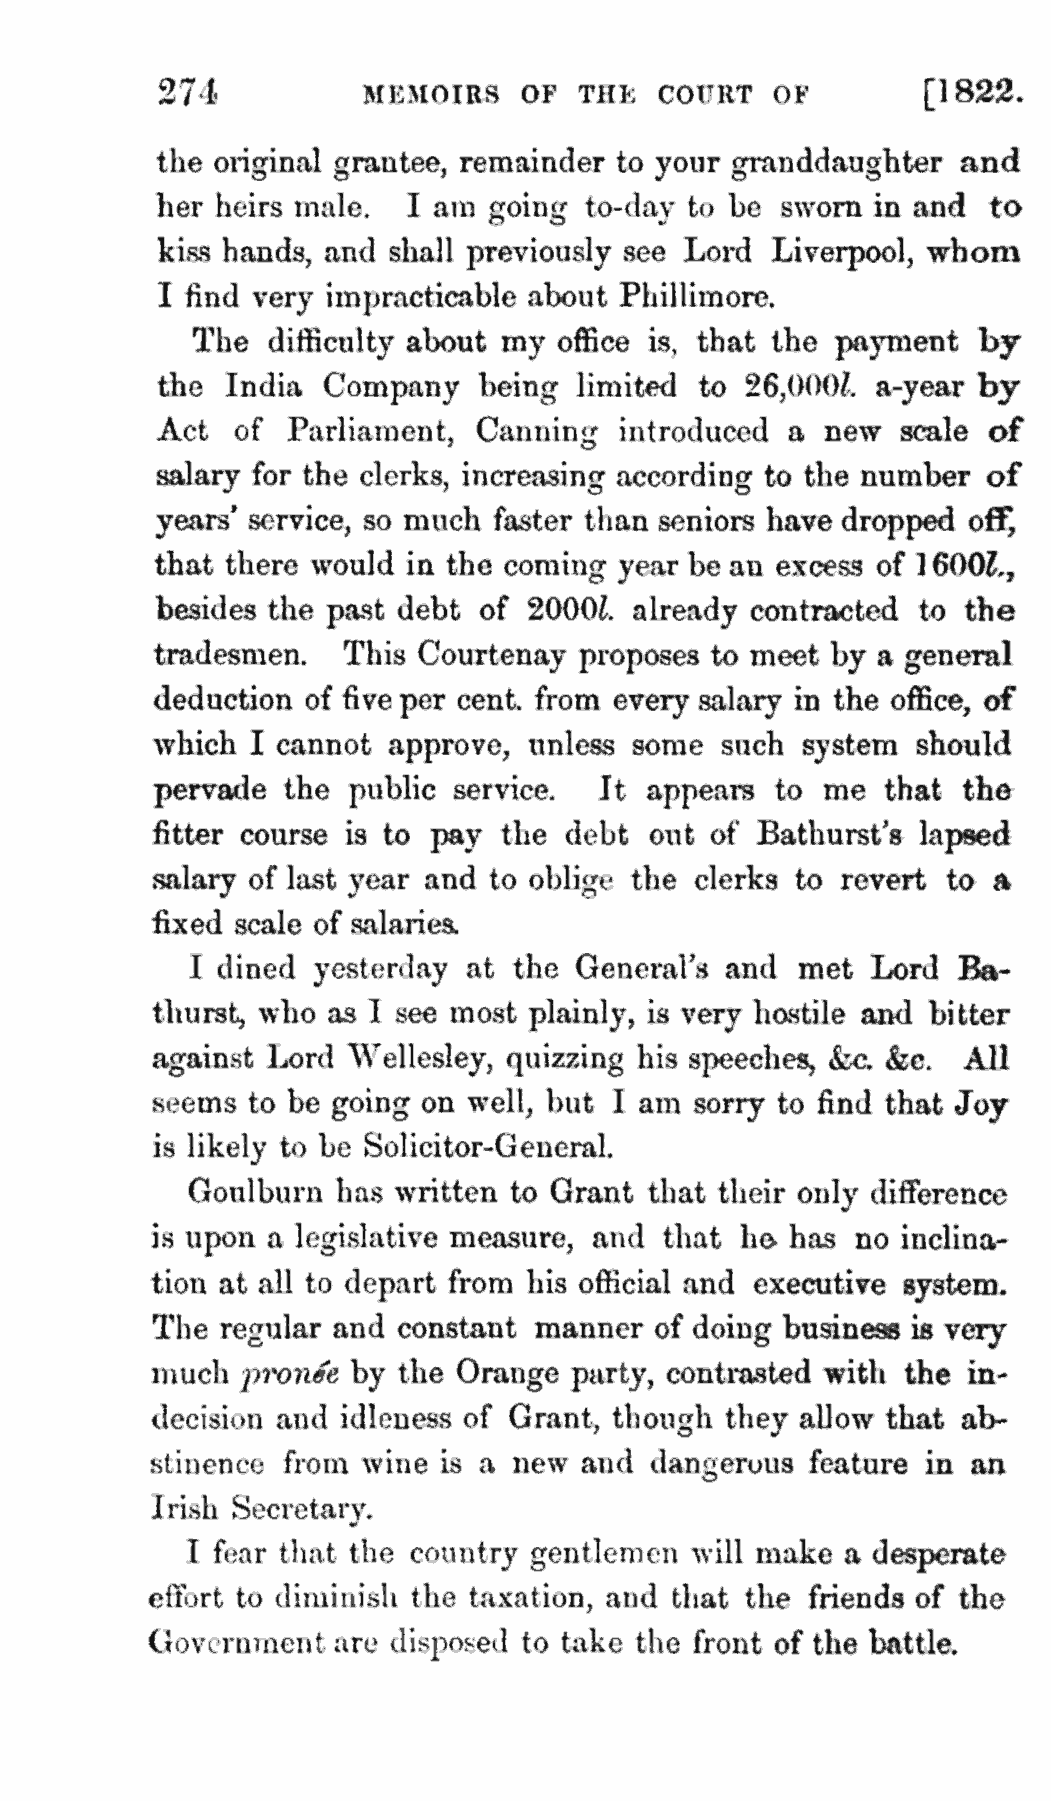 274 MEMOIRS OF THE COURT OF [1822.
the original grantee, remainder to your granddaughter and
her heirs male. I am going to-day to be sworn in and to
kiss hands, and shall previously see Lord Liverpool, whom
I find very impracticable about Phillimore.
The difficulty about my office is, that the payment by
the India Company being limited to 26,000l. a-year by
Act of Parliament, Canning introduced a new scale of
salary for the clerks, increasing according to the number of
years' service, so much faster than seniors have dropped off,
that there would in the coming year be an excess of 1600l.,
besides the past debt of 2000l. already contracted to the
tradesmen. This Courtenay proposes to meet by a general
deduction of five per cent. from every salary in the office, of
which I cannot approve, unless some such system should
pervade the public service. It appears to me that the
fitter course is to pay the debt out of Bathurst's lapsed
salary of last year and to oblige the clerks to revert to a
fixed scale of salaries.
I dined yesterday at the General's and met Lord Ba-
thurst, who as I see most plainly, is very hostile and bitter
against Lord Wellesley, quizzing his speeches, &c. &c. All
seems to be going on well, but I am sorry to find that Joy
is likely to be Solicitor-General.
Goulburn has written to Grant that their only difference
is upon a legislative measure, and that he has no inclina-
tion at all to depart from his official and executive system.
The regular and constant manner of doing business is very
much pronée by the Orange party, contrasted with the in-
decision and idleness of Grant, though they allow that ab-
stinence from wine is a new and dangerous feature in an
Irish Secretary.
I fear that the country gentlemen will make a desperate
effort to diminish the taxation, and that the friends of the
Government are disposed to take the front of the battle.